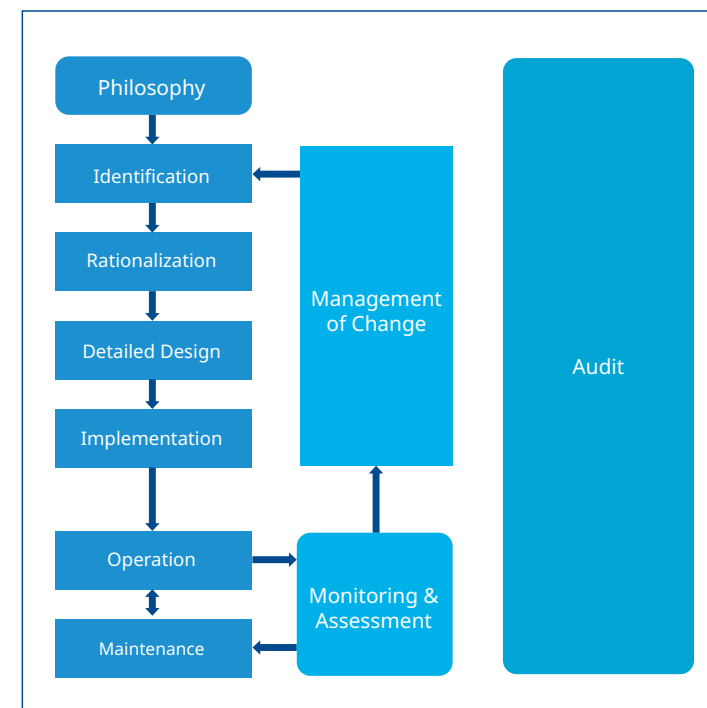 Philosophy
Identification
Rationalization
Detailed Design
Implementation
Operation
Maintenance
Management
of Change
Monitoring &
Assessment
Audit